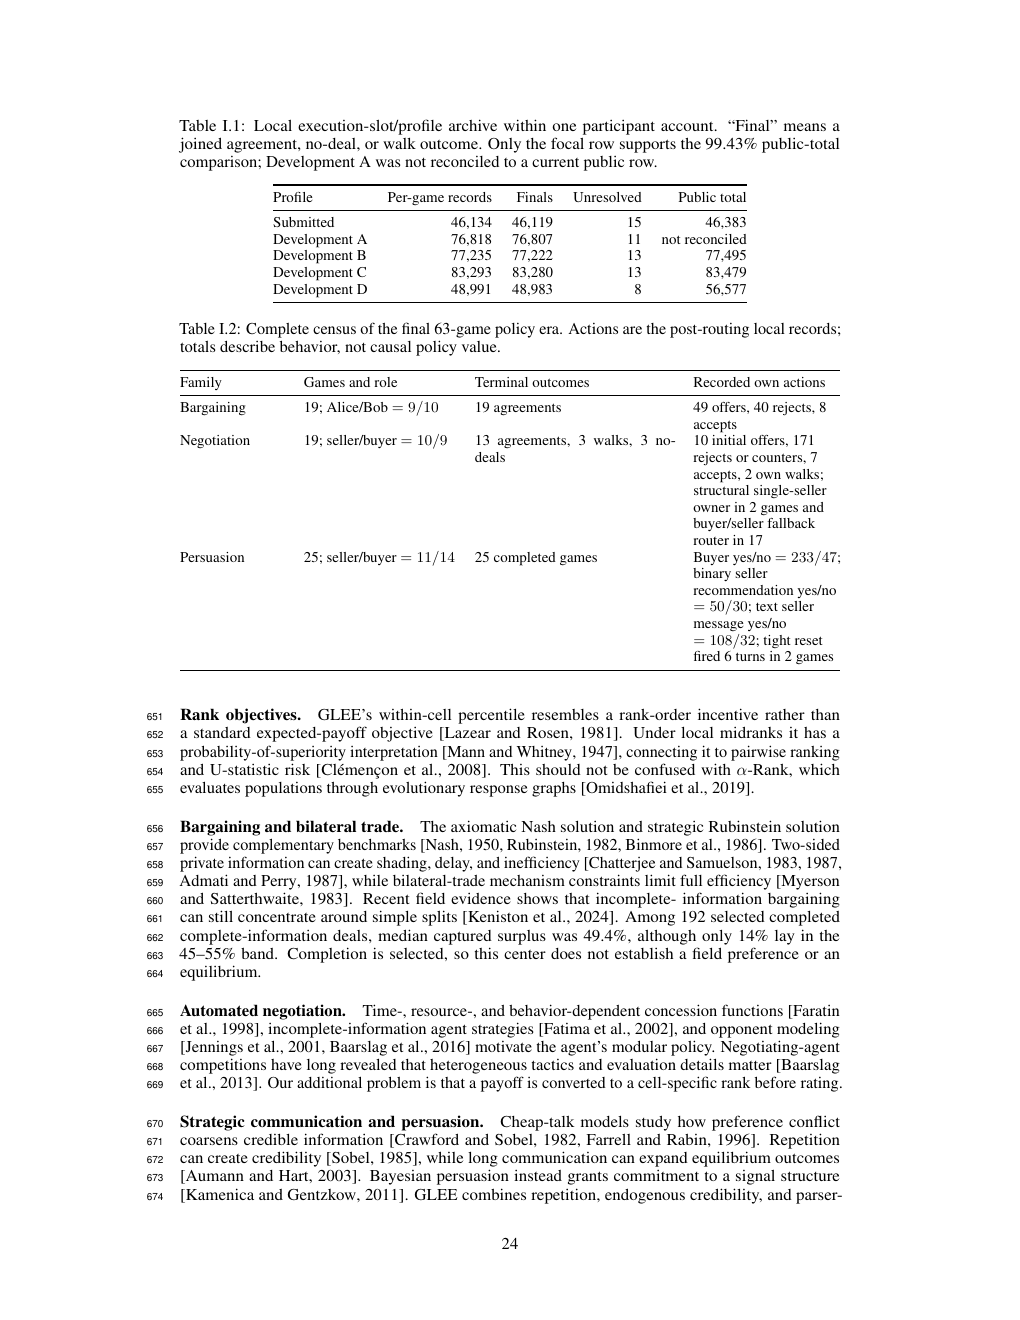 Table I.1: Local execution-slot/profile archive within one participant account. “Final” means a
joined agreement, no-deal, or walk outcome. Only the focal row supports the 99.43% public-total
comparison; Development A was not reconciled to a current public row.
Profile Per-game records Finals Unresolved Public total
Submitted 46,134 46,119 15 46,383
Development A 76,818 76,807 11 not reconciled
Development B 77,235 77,222 13 77,495
Development C 83,293 83,280 13 83,479
Development D 48,991 48,983 8 56,577
Table I.2: Complete census of the final 63-game policy era. Actions are the post-routing local records;
totals describe behavior, not causal policy value.
Family Games and role Terminal outcomes Recorded own actions
Bargaining 19; Alice/Bob = 9/10 19 agreements 49 offers, 40 rejects, 8
accepts
Negotiation 19; seller/buyer = 10/9 13 agreements, 3 walks, 3 no- 10 initial offers, 171
deals rejects or counters, 7
accepts, 2 own walks;
structural single-seller
owner in 2 games and
buyer/seller fallback
router in 17
Persuasion 25; seller/buyer = 11/14 25 completed games Buyer yes/no = 233/47;
binary seller
recommendation yes/no
= 50/30; text seller
message yes/no
= 108/32; tight reset
fired 6 turns in 2 games
651 Rank objectives. GLEE’s within-cell percentile resembles a rank-order incentive rather than
652 a standard expected-payoff objective [Lazear and Rosen, 1981]. Under local midranks it has a
653 probability-of-superiority interpretation [Mann and Whitney, 1947], connecting it to pairwise ranking
654 and U-statistic risk [Clémençon et al., 2008]. This should not be confused with α-Rank, which
655 evaluates populations through evolutionary response graphs [Omidshafiei et al., 2019].
656 Bargaining and bilateral trade. The axiomatic Nash solution and strategic Rubinstein solution
657 provide complementary benchmarks [Nash, 1950, Rubinstein, 1982, Binmore et al., 1986]. Two-sided
658 private information can create shading, delay, and inefficiency [Chatterjee and Samuelson, 1983, 1987,
659 Admati and Perry, 1987], while bilateral-trade mechanism constraints limit full efficiency [Myerson
660 and Satterthwaite, 1983]. Recent field evidence shows that incomplete- information bargaining
661 can still concentrate around simple splits [Keniston et al., 2024]. Among 192 selected completed
662 complete-information deals, median captured surplus was 49.4%, although only 14% lay in the
663 45–55% band. Completion is selected, so this center does not establish a field preference or an
664 equilibrium.
665 Automated negotiation. Time-, resource-, and behavior-dependent concession functions [Faratin
666 et al., 1998], incomplete-information agent strategies [Fatima et al., 2002], and opponent modeling
667 [Jennings et al., 2001, Baarslag et al., 2016] motivate the agent’s modular policy. Negotiating-agent
668 competitions have long revealed that heterogeneous tactics and evaluation details matter [Baarslag
669 et al., 2013]. Our additional problem is that a payoff is converted to a cell-specific rank before rating.
670 Strategic communication and persuasion. Cheap-talk models study how preference conflict
671 coarsens credible information [Crawford and Sobel, 1982, Farrell and Rabin, 1996]. Repetition
672 can create credibility [Sobel, 1985], while long communication can expand equilibrium outcomes
673 [Aumann and Hart, 2003]. Bayesian persuasion instead grants commitment to a signal structure
674 [Kamenica and Gentzkow, 2011]. GLEE combines repetition, endogenous credibility, and parser-
24